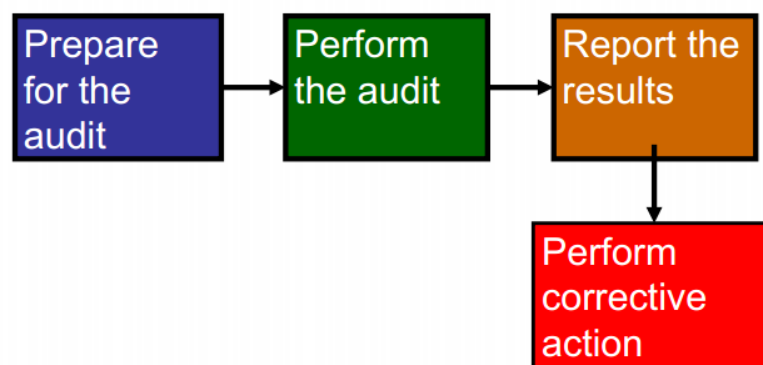 Prepare
for the
audit
Perform
the audit
Report the
results
Perform
corrective
action